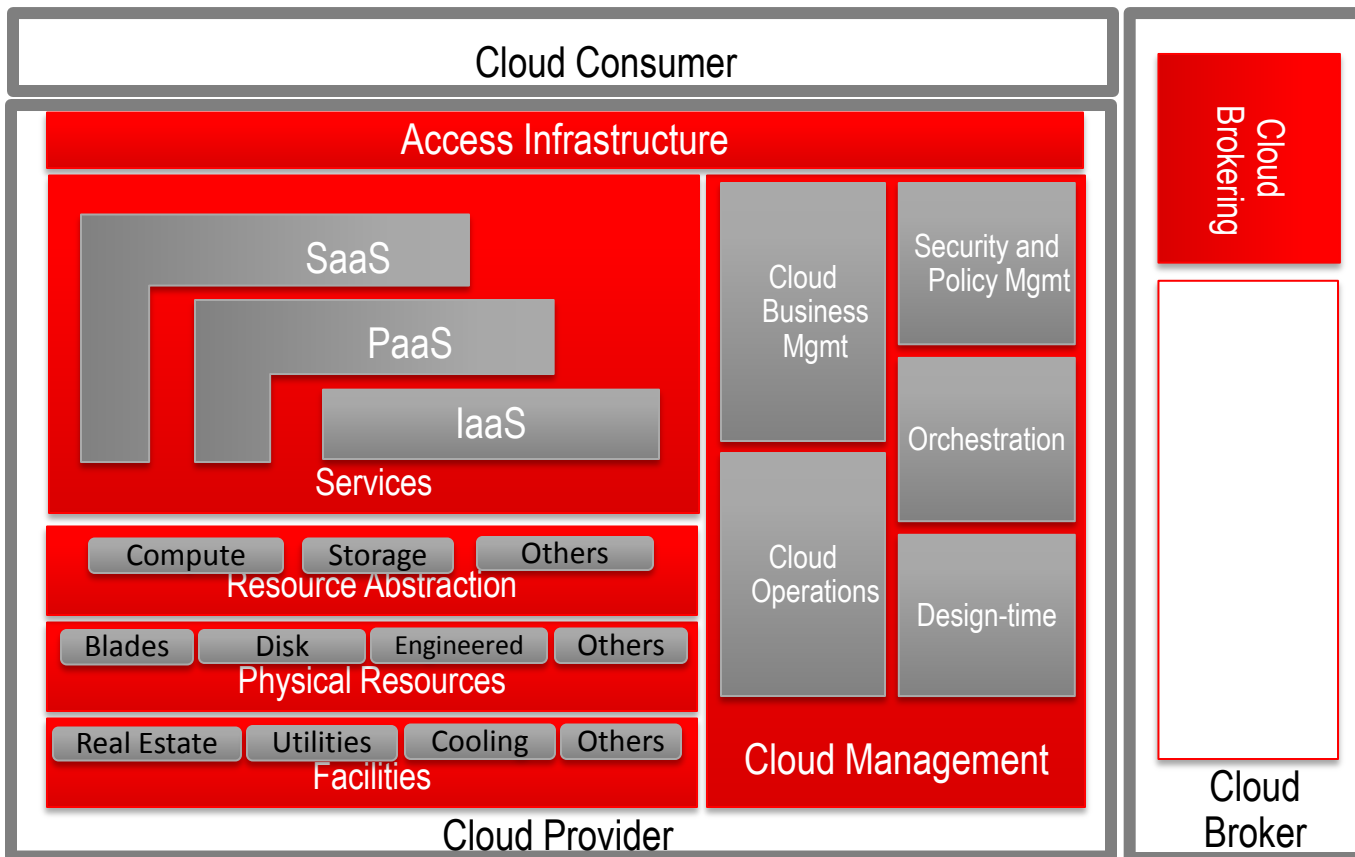 Cloud Consumer
Access Infrastructure
SaaS
PaaS
IaaS
Services
Compute
Storage
Others
Resource Abstraction
Blades
Disk
Engineered
Others
Physical Resources
Real Estate
Utilities
Cooling
Others
Facilities
Cloud
Business
Mgmt
Security and
Policy Mgmt
Orchestration
Cloud
Operations
Design-time
Cloud Management
Cloud Provider
Cloud
Brokering
Cloud
Broker